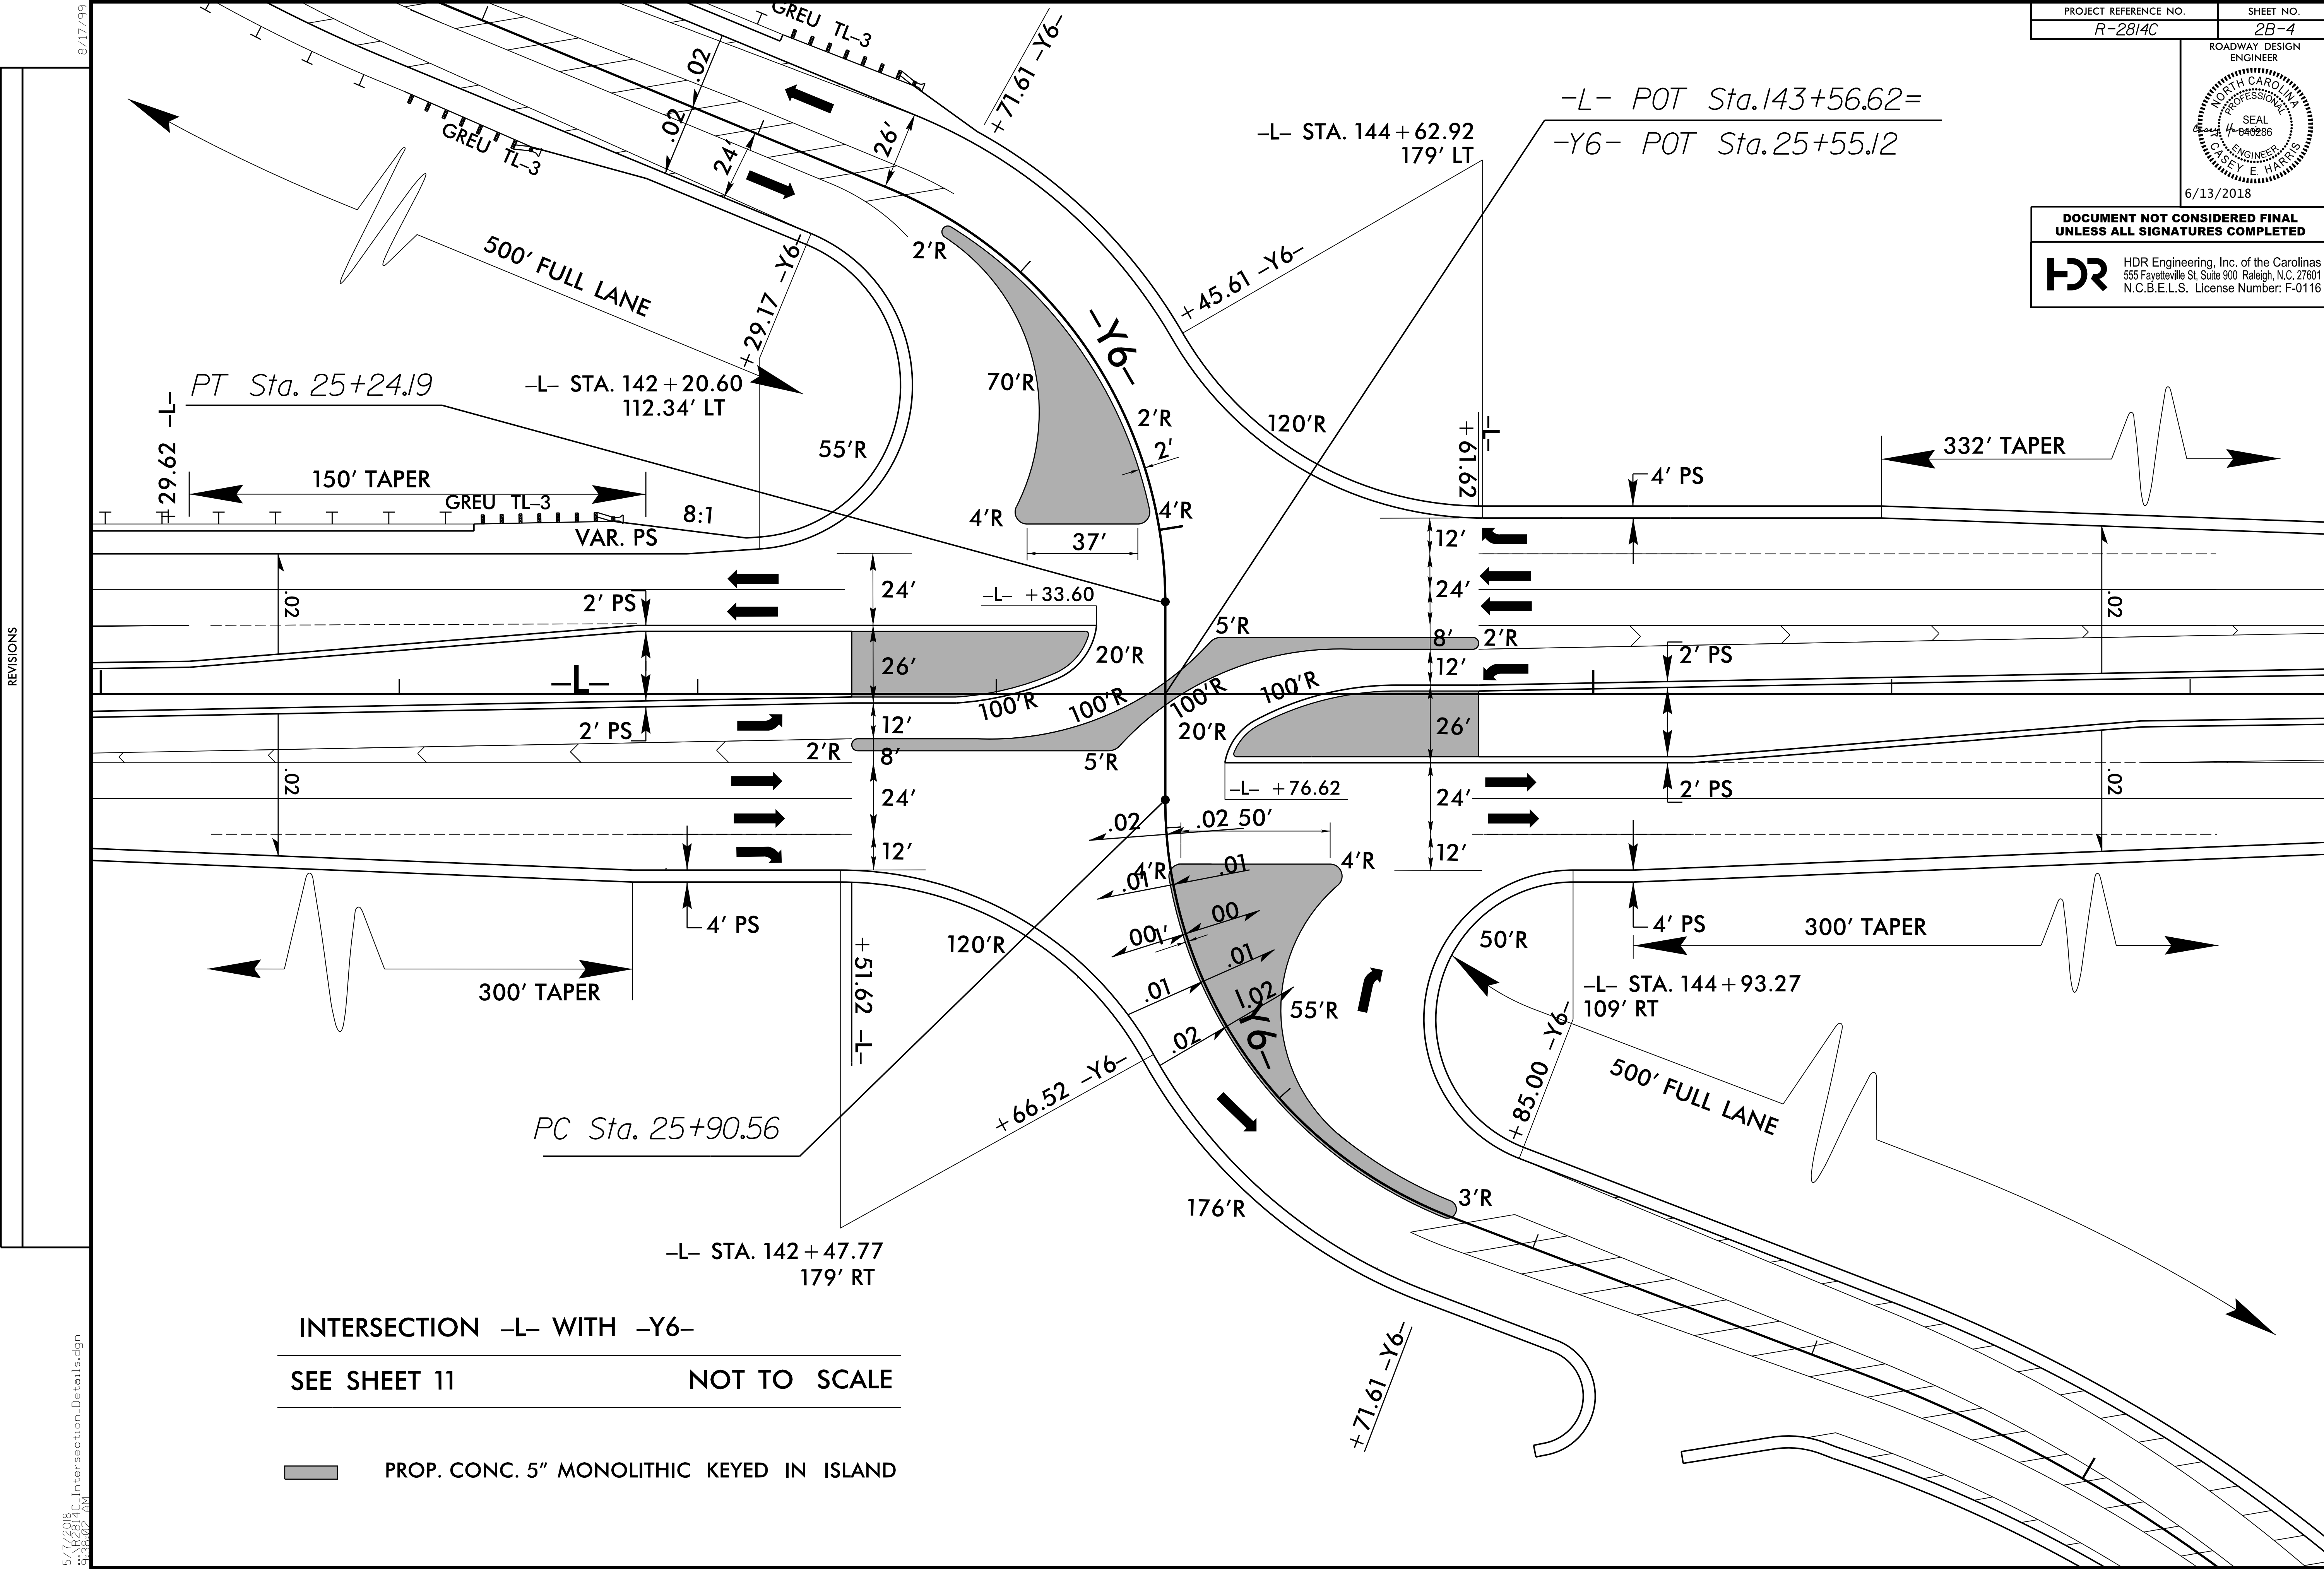 8/17/99
REVISIONS
5/7/2018
...\R2814C_Intersection_Details.dgn
9:38:02 AM
PROJECT REFERENCE NO.
SHEET NO.
R-2814C
2B-4
ROADWAY DESIGN
ENGINEER
NORTH CAROLINA
PROFESSIONAL
SEAL
040286
ENGINEER
CASEY E. HARRIS
6/13/2018
DOCUMENT NOT CONSIDERED FINAL
UNLESS ALL SIGNATURES COMPLETED
HDR
HDR Engineering, Inc. of the Carolinas
555 Fayetteville St, Suite 900 Raleigh, N.C. 27601
N.C.B.E.L.S. License Number: F-0116
GREU TL-3
+71.61 -Y6-
.02
.02
24'
26'
GREU TL-3
500' FULL LANE
+29.17 -Y6-
2'R
-L- STA. 144+62.92
179' LT
-L- POT Sta. 143+56.62=
-Y6- POT Sta. 25+55.12
+45.61 -Y6-
-Y6-
70'R
2'R
2'
120'R
PT Sta. 25+24.19
-L- STA. 142+20.60
112.34' LT
+29.62 -L-
150' TAPER
GREU TL-3
8:1
VAR. PS
55'R
4'R
4'R
37'
+61.62 -L-
4' PS
332' TAPER
12'
24'
8'
2'R
12'
26'
24'
12'
.02
2' PS
24'
-L- +33.60
26'
20'R
5'R
-L-
100'R
100'R
100'R
100'R
2' PS
12'
2'R
8'
5'R
20'R
24'
12'
.02
2' PS
2' PS
.02
.02
-L- +76.62
4' PS
300' TAPER
+51.62 -L-
120'R
.02
.02
50'
4'R
4'R
.01
.01
00
00
1'
.01
.01
.02
.02
-Y6-
55'R
50'R
4' PS
300' TAPER
-L- STA. 144+93.27
109' RT
+85.00 -Y6-
500' FULL LANE
+66.52 -Y6-
PC Sta. 25+90.56
-L- STA. 142+47.77
179' RT
176'R
3'R
+71.61 -Y6-
INTERSECTION -L- WITH -Y6-
SEE SHEET 11
NOT TO SCALE
PROP. CONC. 5" MONOLITHIC KEYED IN ISLAND